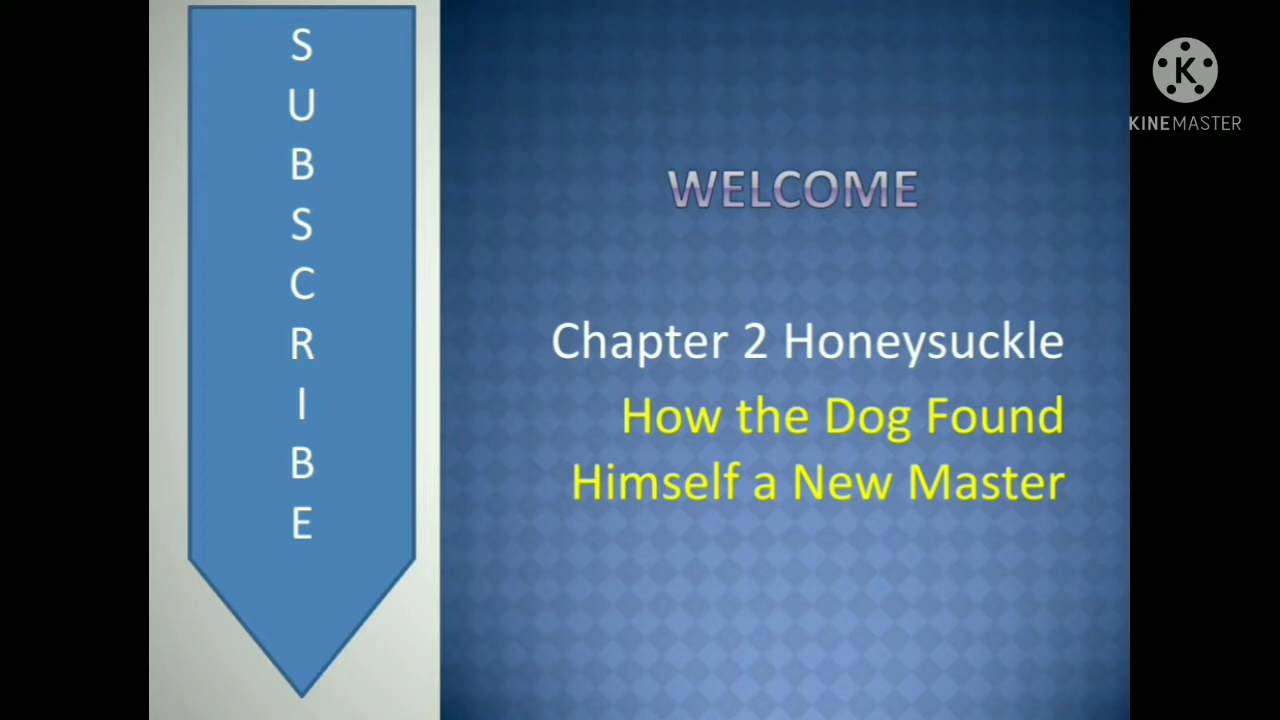 S
U
B
S
C
R
I
B
E
WELCOME
Chapter 2 Honeysuckle
How the Dog Found
Himself a New Master
K
KINEMASTER